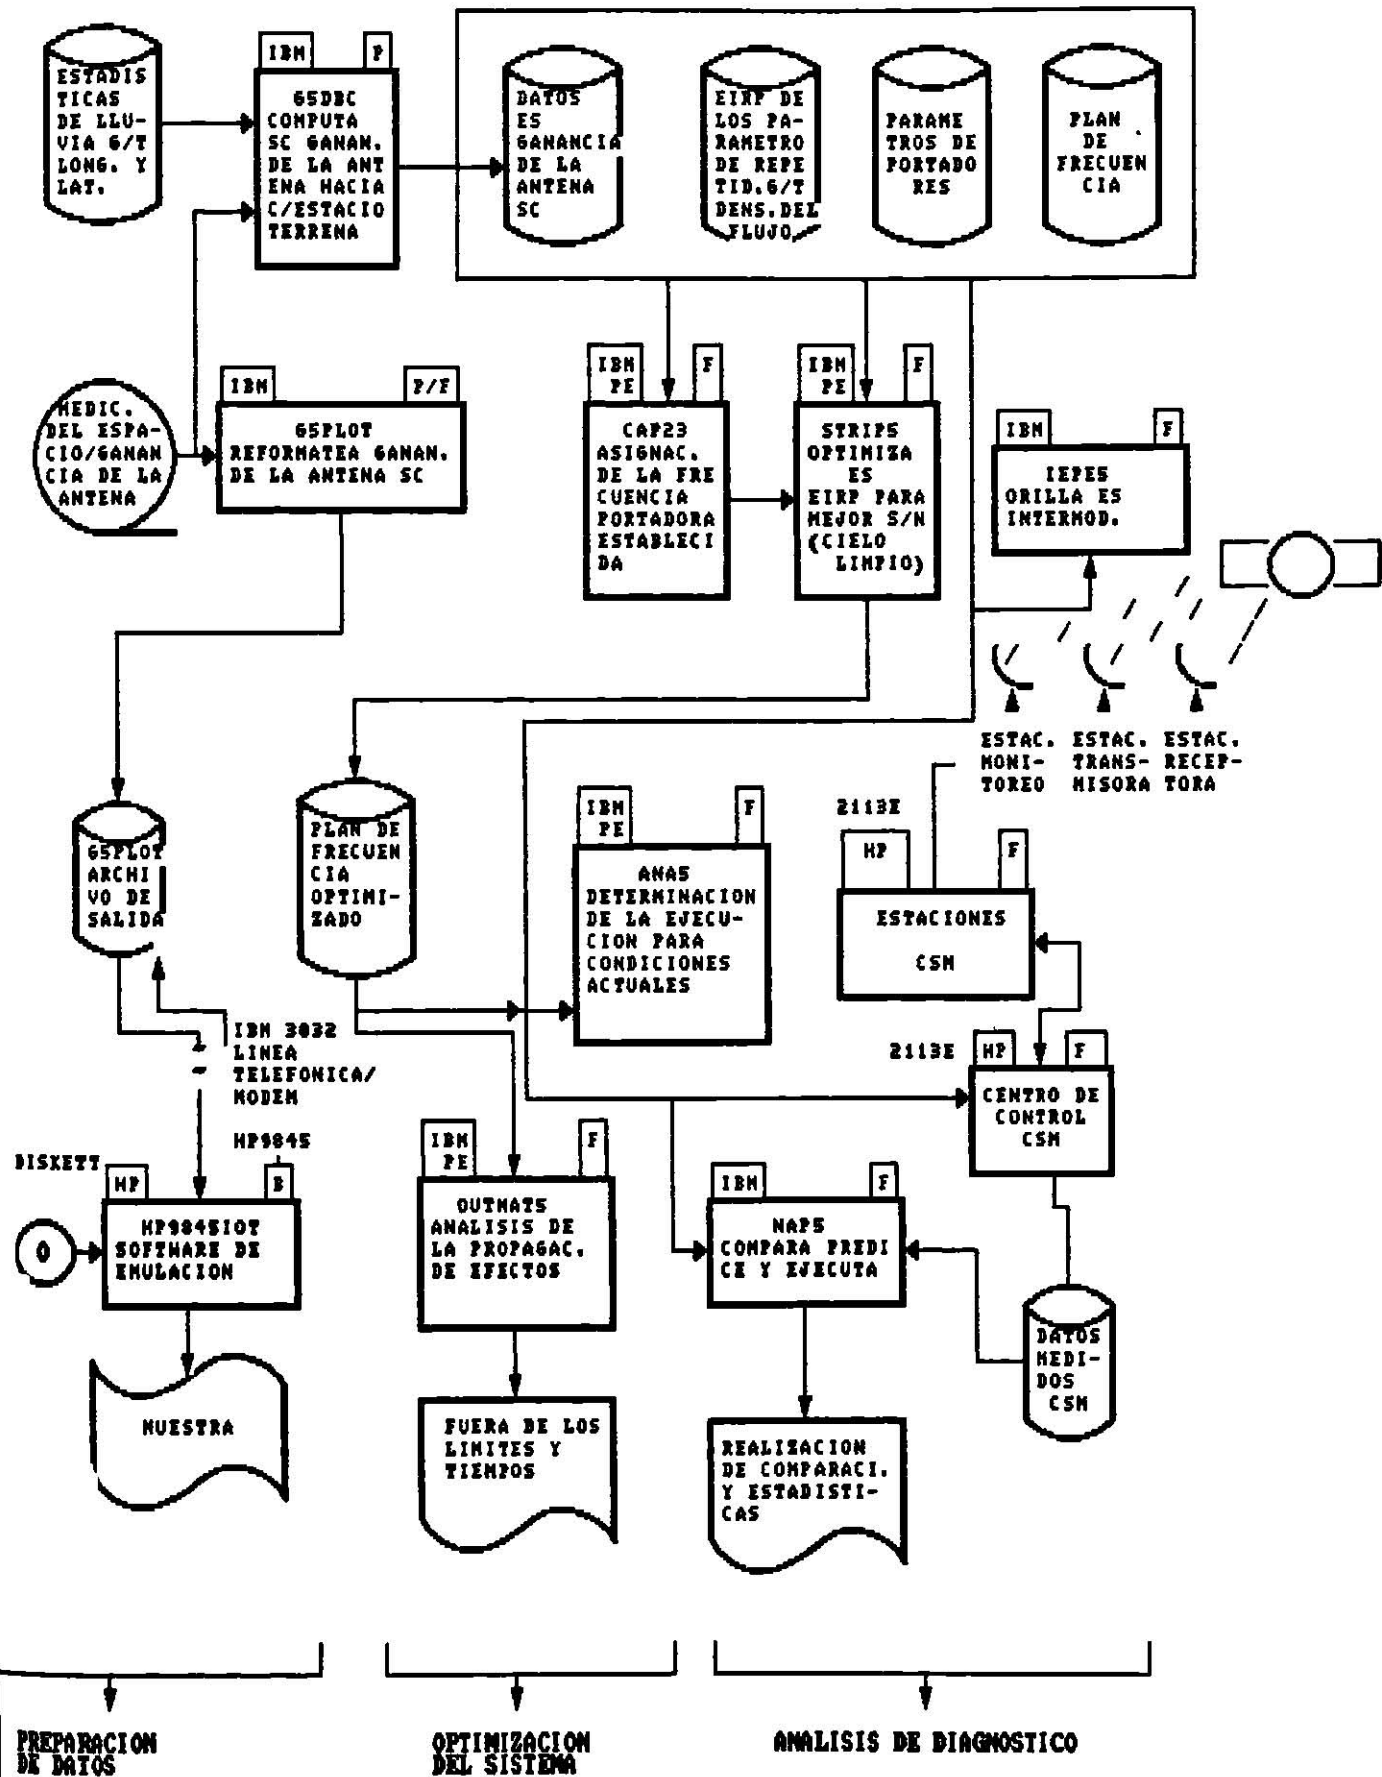 ESTADIS
TICAS
DE LLU-
VIA G/T
LONG. Y
LAT.
IBM
P
GSDBC
COMPUTA
SC GANAN.
DE LA ANT
ENA HACIA
C/ESTACIO
TERRENA
DATOS
ES
GANANCIA
DE LA
ANTENA
SC
EIRP DE
LOS PA-
RAMETRO
DE REPE
TID.G/T
DENS.DEL
FLUJO
PARAME
TROS DE
PORTADO
RES
PLAN
DE
FRECUEN
CIA
MEDIC.
DEL ESPA-
CIO/GANAN
CIA DE LA
ANTENA
IBM
P/F
GSPLOT
REFORMATEA GANAN.
DE LA ANTENA SC
IBM
PE
F
CAP23
ASIGNAC.
DE LA FRE
CUENCIA
PORTADORA
ESTABLECI
DA
IBM
PE
F
STRIP5
OPTIMIZA
ES
EIRP PARA
MEJOR S/N
(CIELO
LIMPIO)
IBM
F
IEPES
ORILLA ES
INTERMOD.
ESTAC.
MONI-
TOREO
ESTAC.
TRANS-
MISORA
ESTAC.
RECEP-
TORA
GSPLOT
ARCHI
VO DE
SALIDA
PLAN DE
FRECUEN
CIA
OPTIMI-
ZADO
IBM
PE
F
ANA5
DETERMINACION
DE LA EJECU-
CION PARA
CONDICIONES
ACTUALES
2113E
HP
F
ESTACIONES
CSM
IBM 3032
LINEA
TELEFONICA/
MODEM
2113E
HP
F
CENTRO DE
CONTROL
CSM
HP9845
DISKETT
HP
B
HP9845IOT
SOFTWARE DE
EMULACION
0
IBM
PE
F
OUTMATS
ANALISIS DE
LA PROPAGAC.
DE EFECTOS
IBM
F
MAPS
COMPARA PREDI
CE Y EJECUTA
DATOS
MEDI-
DOS
CSM
MUESTRA
FUERA DE LOS
LIMITES Y
TIEMPOS
REALIZACION
DE COMPARACI.
Y ESTADISTI-
CAS
PREPARACION
DE DATOS
OPTIMIZACION
DEL SISTEMA
ANALISIS DE DIAGNOSTICO